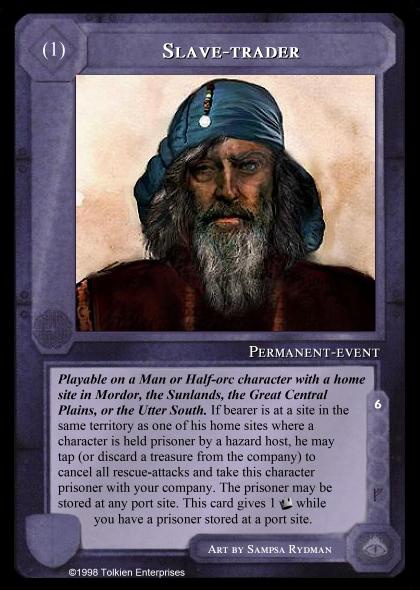 (1)
SLAVE-TRADER
PERMANENT-EVENT
Playable on a Man or Half-orc character with a home
site in Mordor, the Sunlands, the Great Central
Plains, or the Utter South. If bearer is at a site in the
same territory as one of his home sites where a
character is held prisoner by a hazard host, he may
tap (or discard a treasure from the company) to
cancel all rescue-attacks and take this character
prisoner with your company. The prisoner may be
stored at any port site. This card gives 1 while
you have a prisoner stored at a port site.
6
ART BY SAMPSA RYDMAN
©1998 Tolkien Enterprises